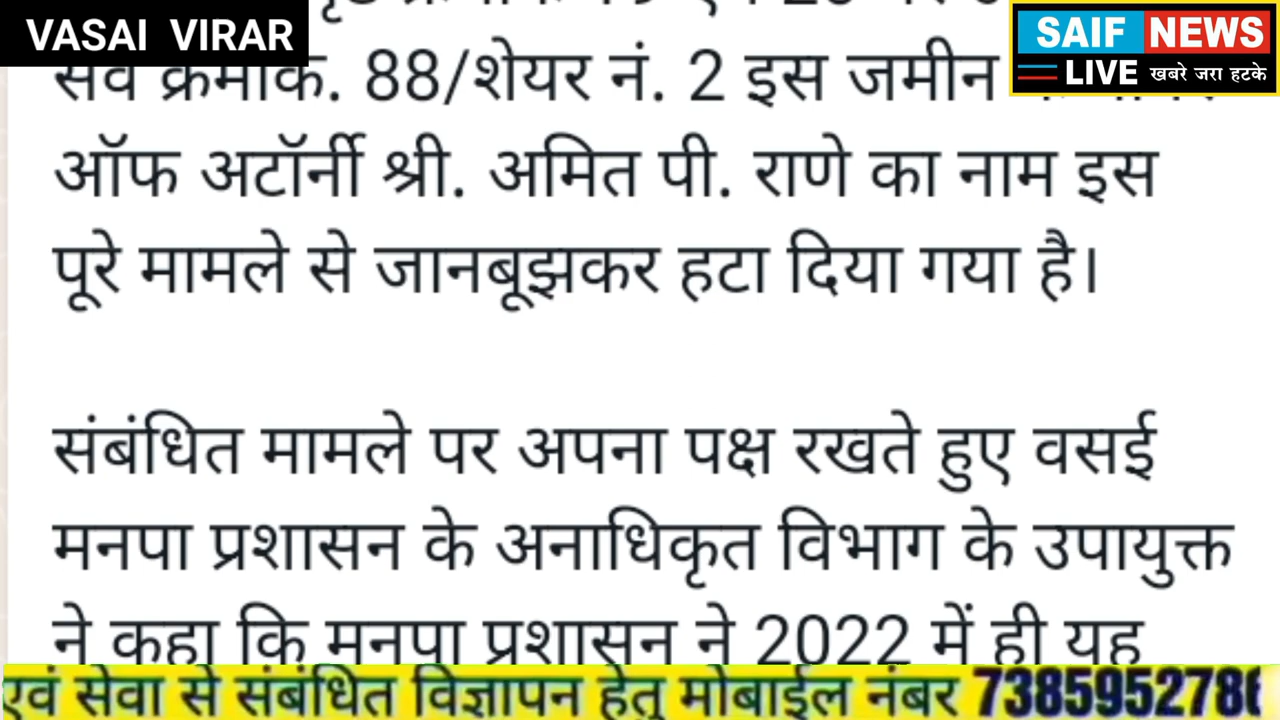 VASAI VIRAR
SAIF NEWS
LIVE खबरे जरा हटके
सर्वे क्रमांक. 88/शेयर नं. 2 इस जमीन
ऑफ अटॉर्नी श्री. अमित पी. राणे का नाम इस
पूरे मामले से जानबूझकर हटा दिया गया है।
संबंधित मामले पर अपना पक्ष रखते हुए वसई
मनपा प्रशासन के अनाधिकृत विभाग के उपायुक्त
ने कहा कि मनपा प्रशासन ने 2022 में ही यह
एवं सेवा से संबंधित विज्ञापन हेतु मोबाईल नंबर 738595278